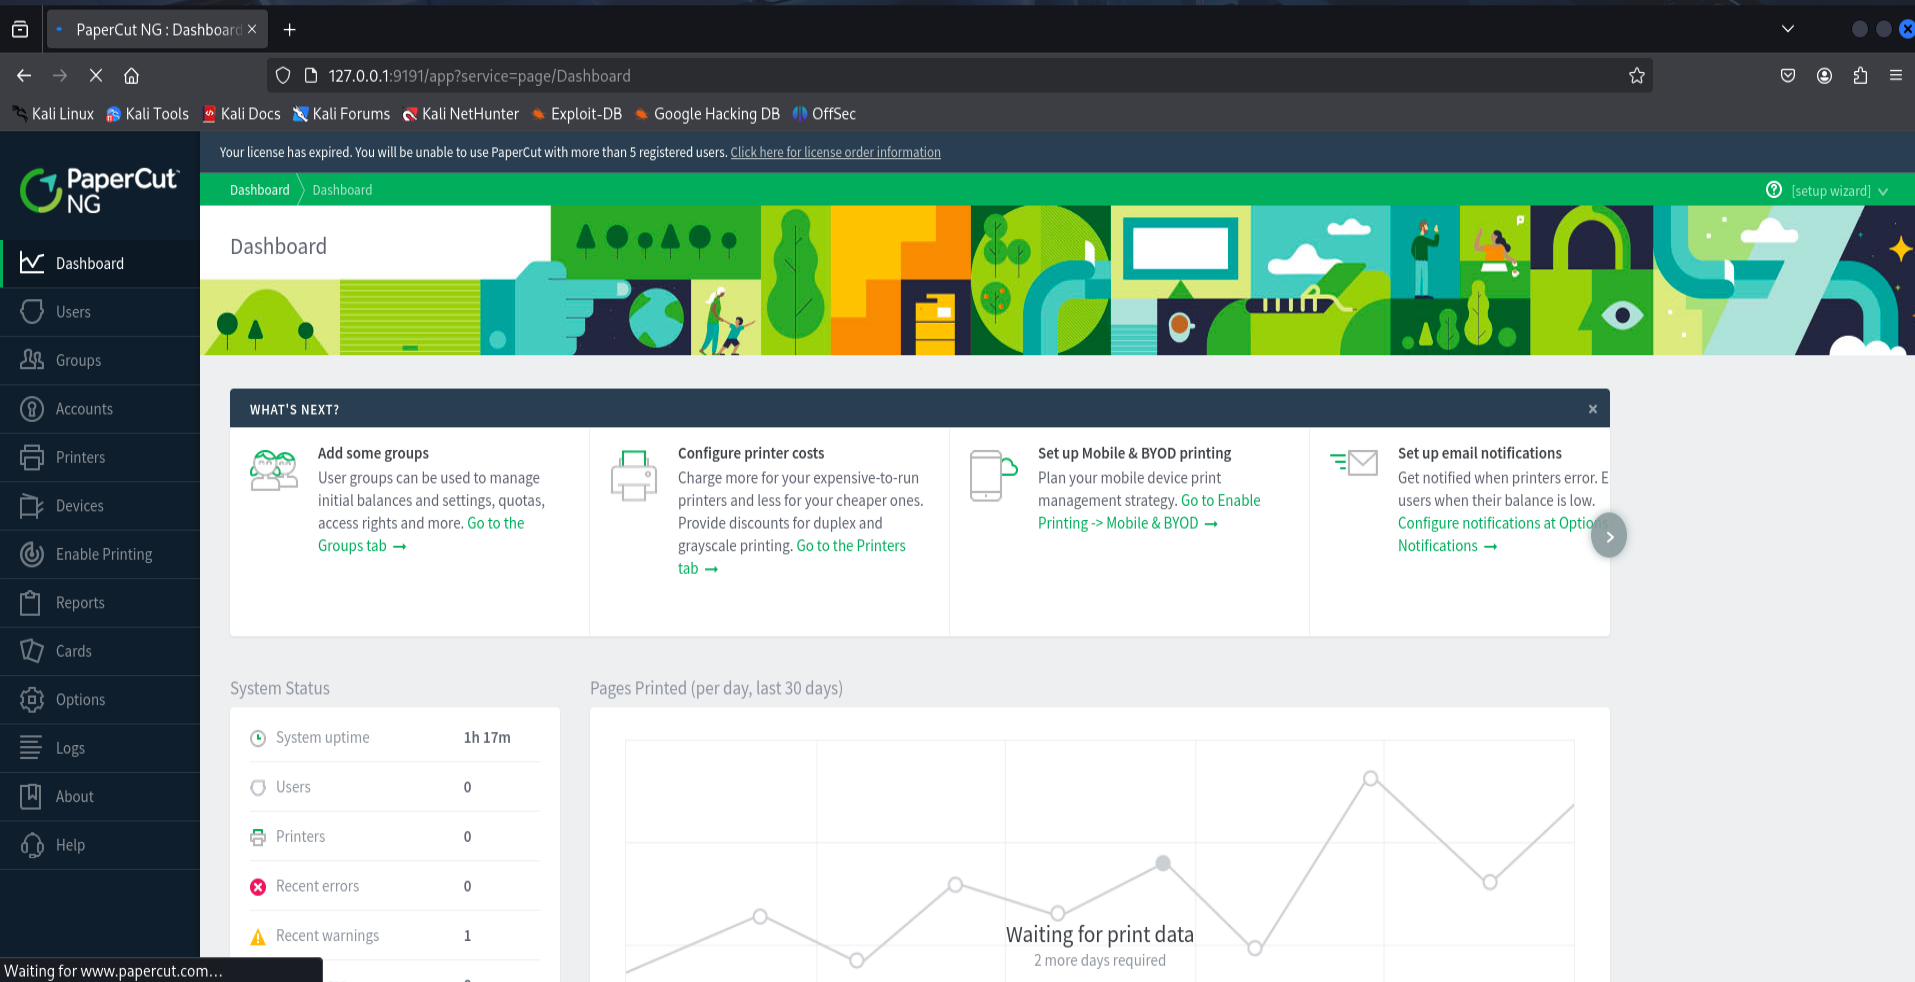 PaperCut NG : Dashboard
127.0.0.1:9191/app?service=page/Dashboard
Kali Linux Kali Tools Kali Docs Kali Forums Kali NetHunter Exploit-DB Google Hacking DB OffSec
Your license has expired. You will be unable to use PaperCut with more than 5 registered users. Click here for license order information
PaperCut™
NG
Dashboard Dashboard
[setup wizard]
Dashboard
Dashboard
Users
Groups
Accounts
Printers
Devices
Enable Printing
Reports
Cards
Options
Logs
About
Help
WHAT'S NEXT?
Add some groups
User groups can be used to manage
initial balances and settings, quotas,
access rights and more. Go to the
Groups tab →
Configure printer costs
Charge more for your expensive-to-run
printers and less for your cheaper ones.
Provide discounts for duplex and
grayscale printing. Go to the Printers
tab →
Set up Mobile & BYOD printing
Plan your mobile device print
management strategy. Go to Enable
Printing -> Mobile & BYOD →
Set up email notifications
Get notified when printers error. E
users when their balance is low.
Configure notifications at Options
Notifications →
System Status
System uptime 1h 17m
Users 0
Printers 0
Recent errors 0
Recent warnings 1
Pages Printed (per day, last 30 days)
Waiting for print data
2 more days required
Waiting for www.papercut.com...